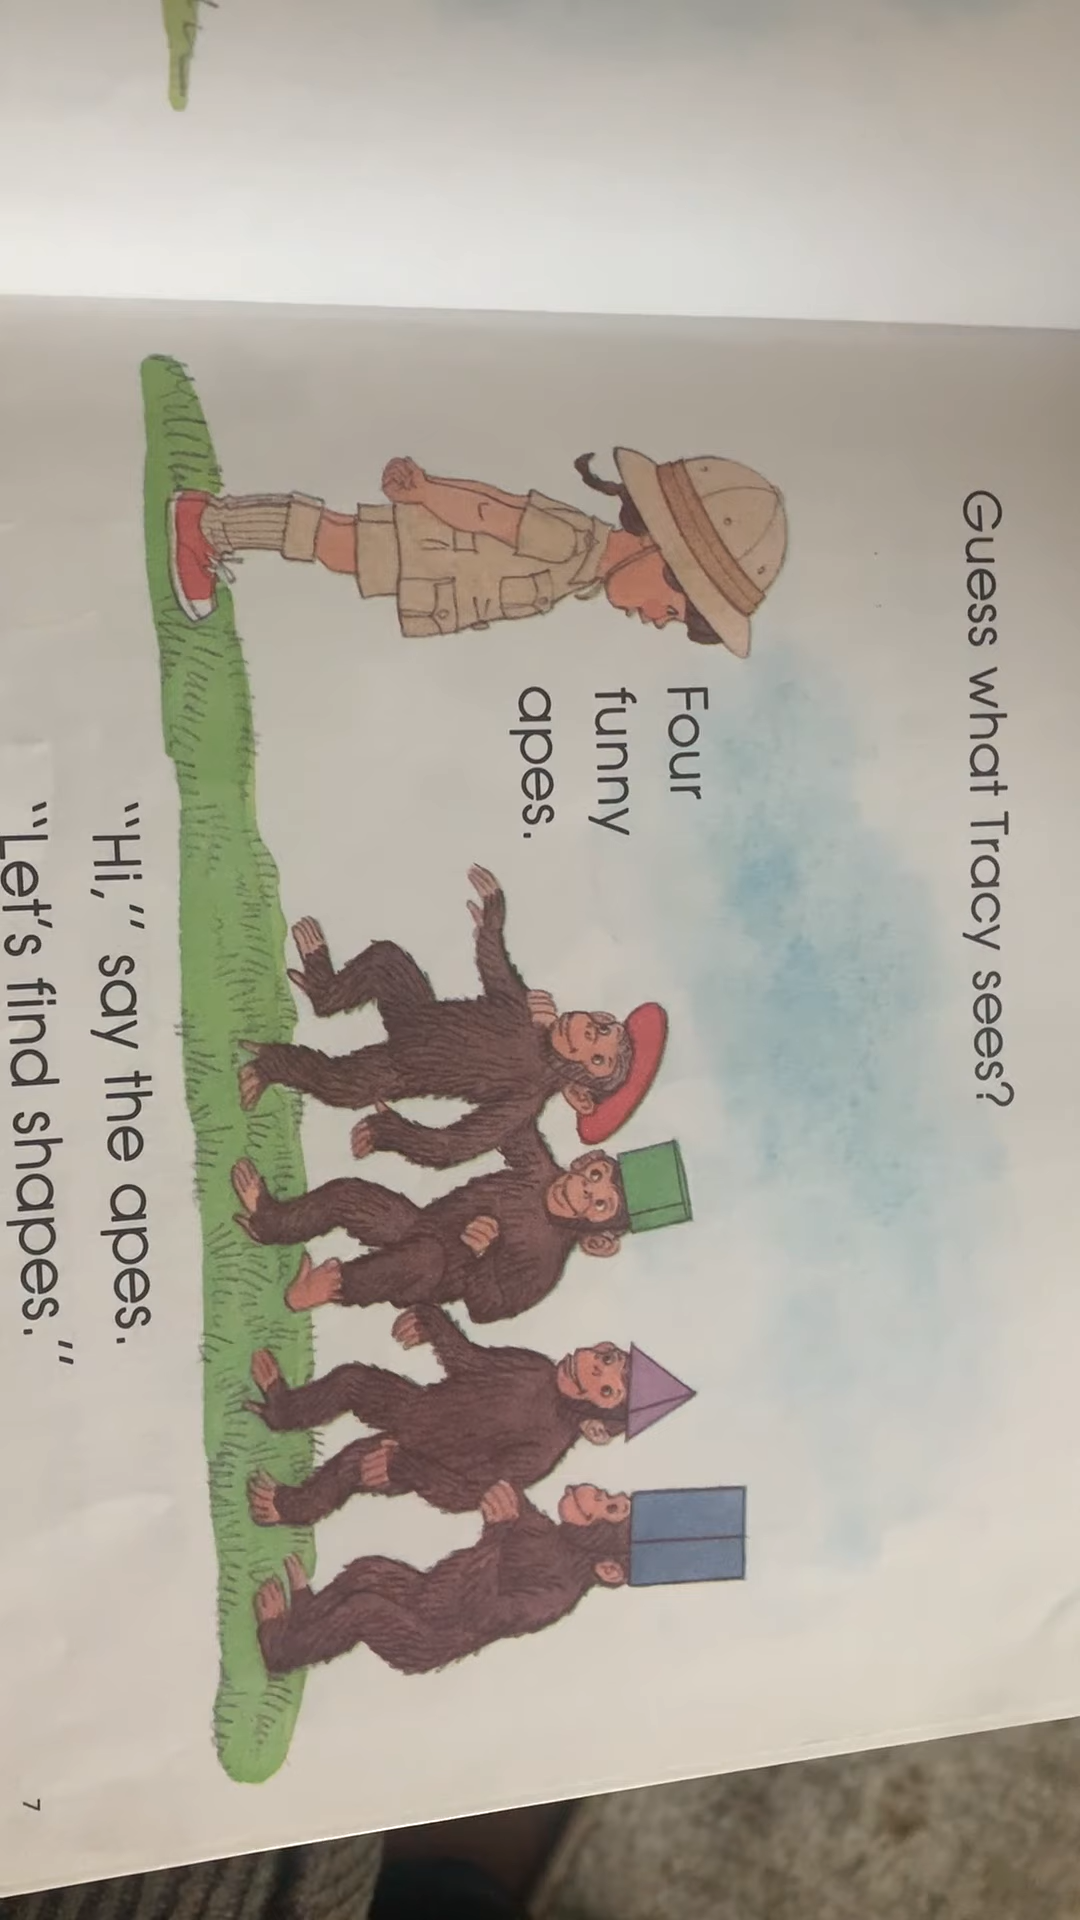 Guess what Tracy sees?
Four
funny
apes.
“Hi,” say the apes.
“Let’s find shapes.”
7